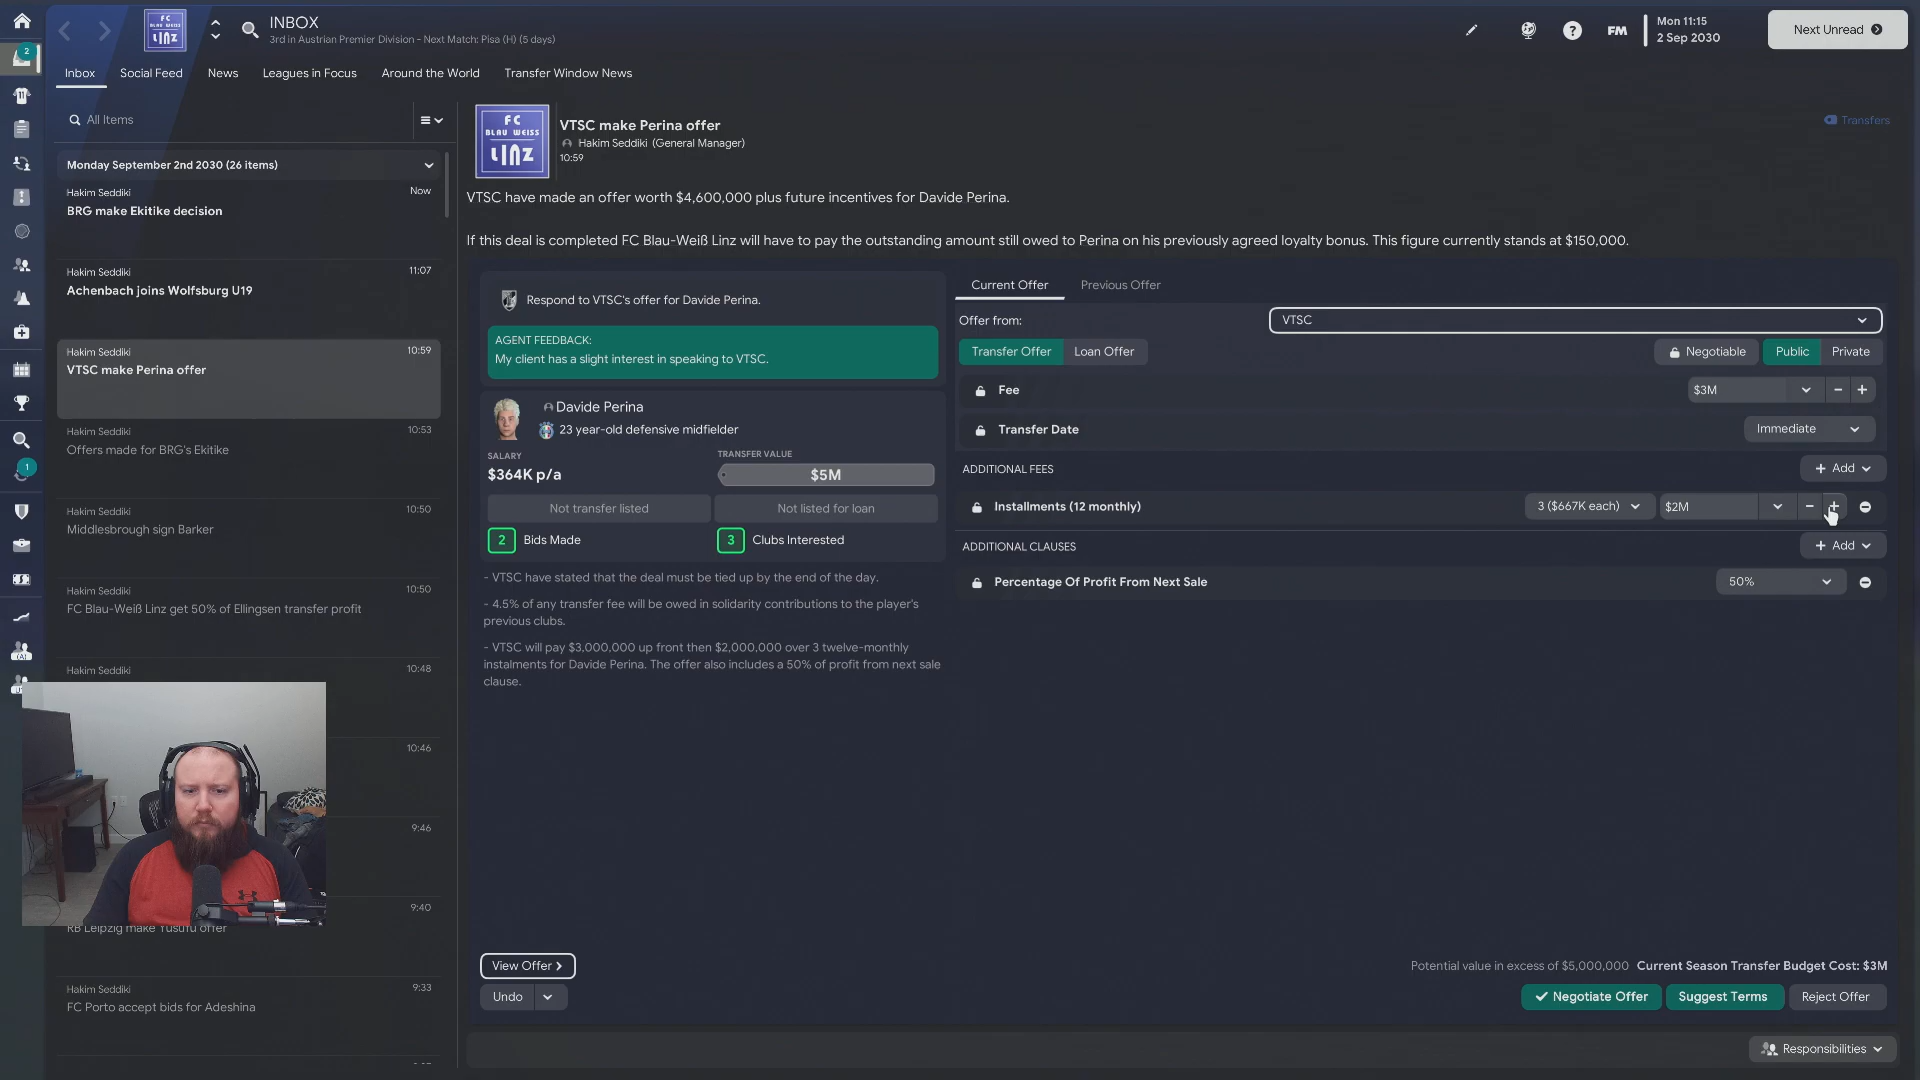 INBOX
3rd in Austrian Premier Division - Next Match: Pisa (H) (5 days)
FM
Mon 11:15
2 Sep 2030
Next Unread
2
Inbox
Social Feed
News
Leagues in Focus
Around the World
Transfer Window News
All Items
Monday September 2nd 2030 (26 items)
Hakim Seddiki
Now
BRG make Ekitike decision
Hakim Seddiki
11:07
Achenbach joins Wolfsburg U19
Hakim Seddiki
10:59
VTSC make Perina offer
Hakim Seddiki
10:53
Offers made for BRG's Ekitike
1
Hakim Seddiki
10:50
Middlesbrough sign Barker
Hakim Seddiki
10:50
FC Blau-Weiß Linz get 50% of Ellingsen transfer profit
Hakim Seddiki
10:48
10:46
9:46
9:40
RB Leipzig make Yusufu offer
Hakim Seddiki
9:33
FC Porto accept bids for Adeshina
FC
BLAU WEISS
LINZ
VTSC make Perina offer
Hakim Seddiki (General Manager)
10:59
Transfers
VTSC have made an offer worth $4,600,000 plus future incentives for Davide Perina.
If this deal is completed FC Blau-Weiß Linz will have to pay the outstanding amount still owed to Perina on his previously agreed loyalty bonus. This figure currently stands at $150,000.
Respond to VTSC's offer for Davide Perina.
AGENT FEEDBACK:
My client has a slight interest in speaking to VTSC.
Davide Perina
23 year-old defensive midfielder
SALARY
$364K p/a
TRANSFER VALUE
$5M
Not transfer listed
Not listed for loan
2 Bids Made
3 Clubs Interested
- VTSC have stated that the deal must be tied up by the end of the day.
- 4.5% of any transfer fee will be owed in solidarity contributions to the player's
previous clubs.
- VTSC will pay $3,000,000 up front then $2,000,000 over 3 twelve-monthly
instalments for Davide Perina. The offer also includes a 50% of profit from next sale
clause.
Current Offer
Previous Offer
Offer from:
VTSC
Transfer Offer
Loan Offer
Negotiable
Public
Private
Fee
$3M
Transfer Date
Immediate
ADDITIONAL FEES
+ Add
Installments (12 monthly)
3 ($667K each)
$2M
ADDITIONAL CLAUSES
+ Add
Percentage Of Profit From Next Sale
50%
View Offer >
Undo
Potential value in excess of $5,000,000 Current Season Transfer Budget Cost: $3M
Negotiate Offer
Suggest Terms
Reject Offer
Responsibilities